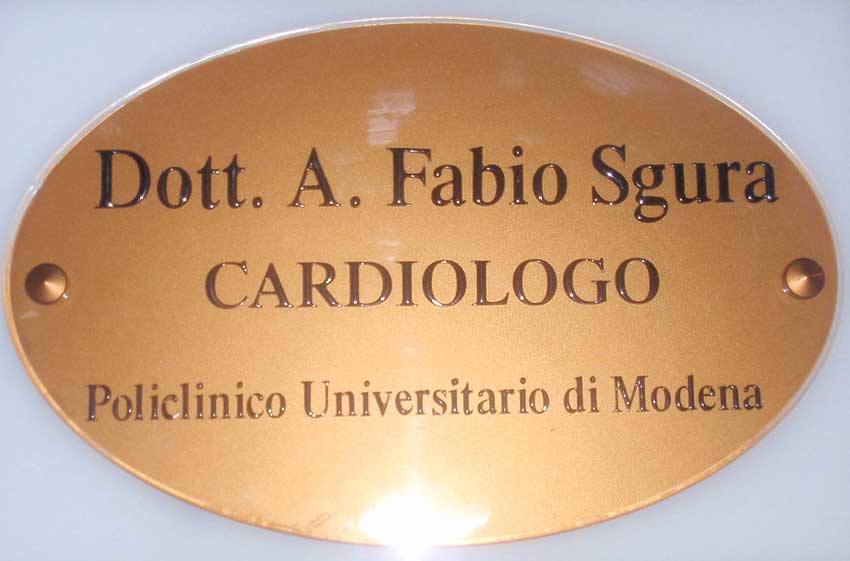 Dott. A. Fabio Sgura
CARDIOLOGO
Policlinico Universitario di Modena